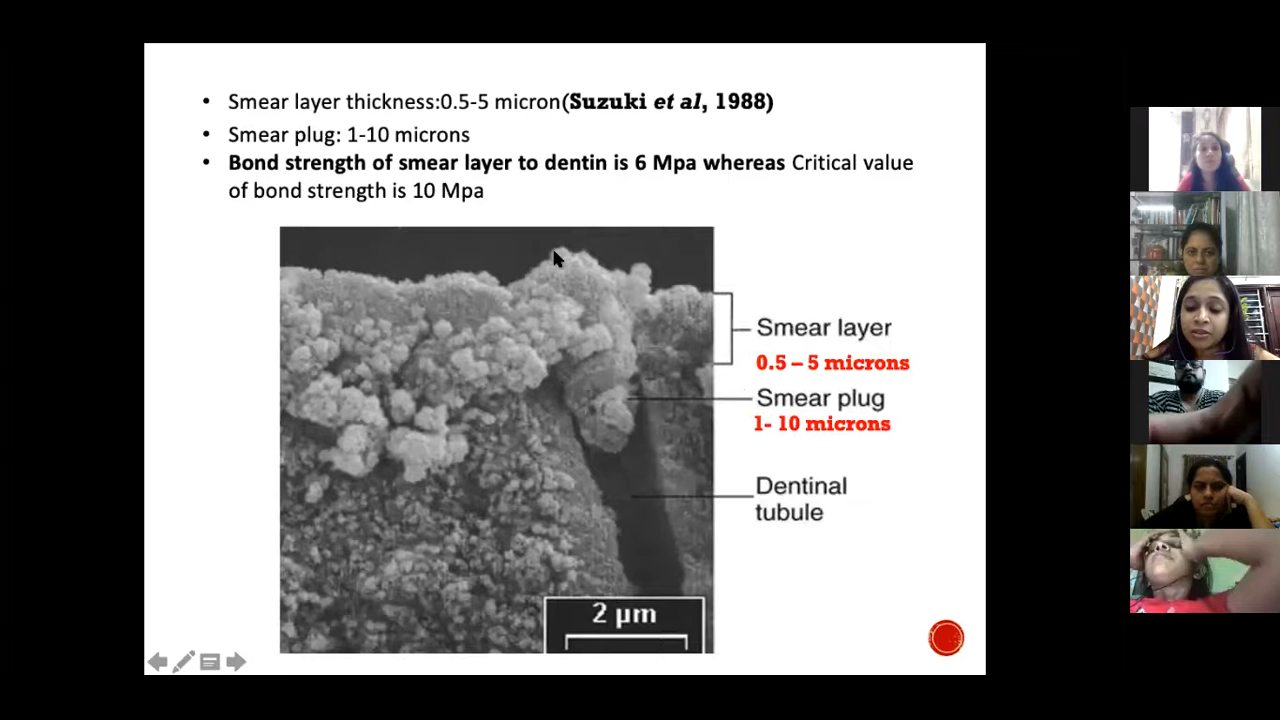 • Smear layer thickness:0.5-5 micron(Suzuki et al, 1988)
• Smear plug: 1-10 microns
• Bond strength of smear layer to dentin is 6 Mpa whereas Critical value
of bond strength is 10 Mpa
Smear layer
0.5 – 5 microns
Smear plug
1- 10 microns
Dentinal
tubule
2 µm